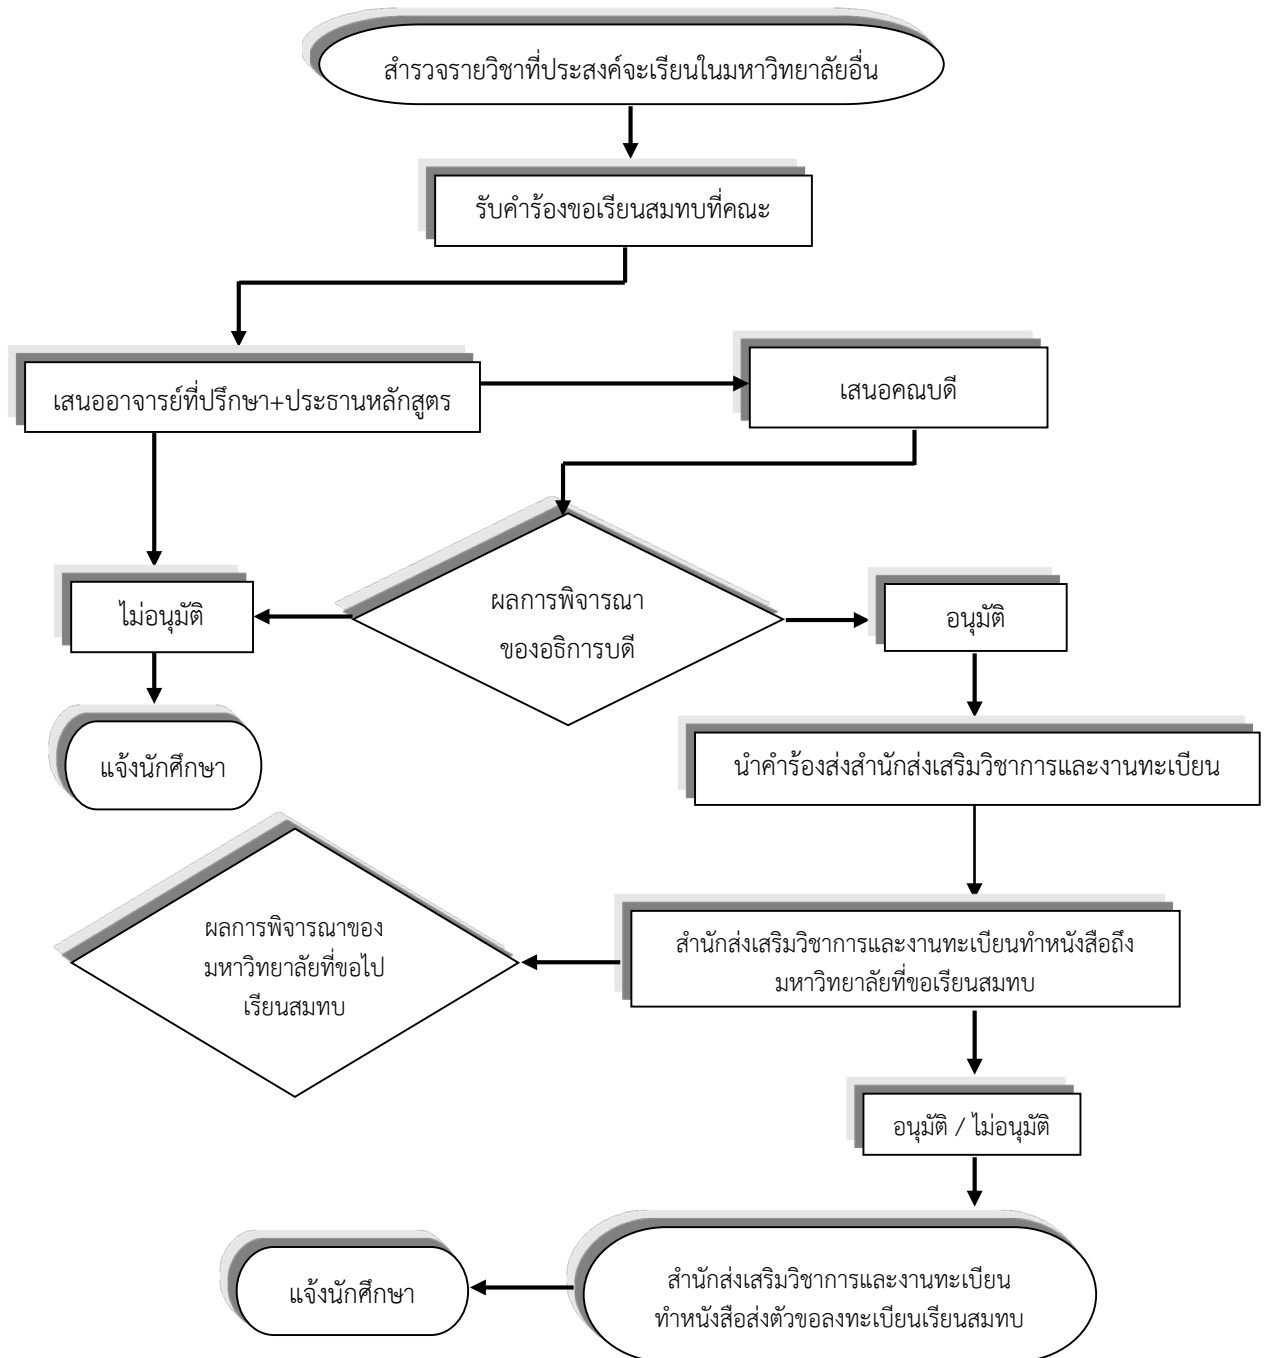 สำรวจรายวิชาที่ประสงค์จะเรียนในมหาวิทยาลัยอื่น
รับคำร้องขอเรียนสมทบที่คณะ
เสนออาจารย์ที่ปรึกษา+ประธานหลักสูตร
เสนอคณบดี
ผลการพิจารณา
ของอธิการบดี
ไม่อนุมัติ
อนุมัติ
แจ้งนักศึกษา
นำคำร้องส่งสำนักส่งเสริมวิชาการและงานทะเบียน
สำนักส่งเสริมวิชาการและงานทะเบียนทำหนังสือถึง
มหาวิทยาลัยที่ขอเรียนสมทบ
ผลการพิจารณาของ
มหาวิทยาลัยที่ขอไป
เรียนสมทบ
อนุมัติ / ไม่อนุมัติ
สำนักส่งเสริมวิชาการและงานทะเบียน
ทำหนังสือส่งตัวขอลงทะเบียนเรียนสมทบ
แจ้งนักศึกษา